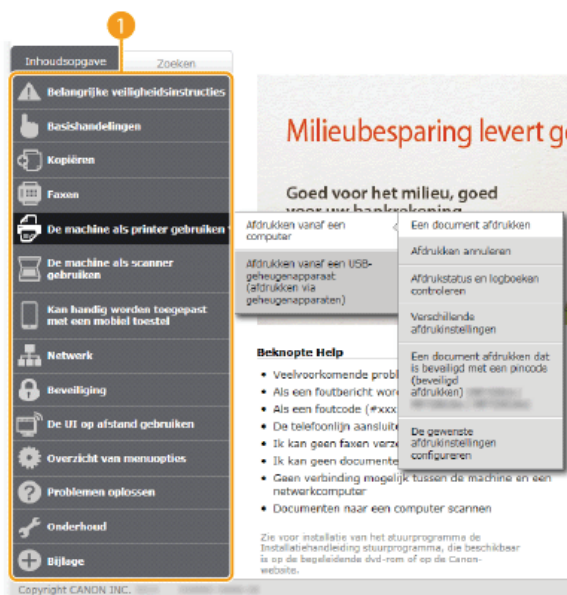 1
Inhoudsopgave
Zoeken
Belangrijke veiligheidsinstructies
Basishandelingen
Kopiëren
Faxen
De machine als printer gebruiken
De machine als scanner
gebruiken
Kan handig worden toegepast
met een mobiel toestel
Netwerk
Beveiliging
De UI op afstand gebruiken
Overzicht van menuopties
Problemen oplossen
Onderhoud
Bijlage
Copyright CANON INC.
Milieubesparing levert g
Goed voor het milieu, goed
voor uw bankrekening
Afdrukken vanaf een
computer
Afdrukken vanaf een USB-
geheugenapparaat
(afdrukken via
geheugenapparaten)
Een document afdrukken
Afdrukken annuleren
Afdrukstatus en logboeken
controleren
Verschillende
afdrukinstellingen
Een document afdrukken dat
is beveiligd met een pincode
(beveiligd
afdrukken)
De gewenste
afdrukinstellingen
configureren
Beknopte Help
Veelvoorkomende probl
Als een foutbericht wor
Als een foutcode (#xxx
De telefoonlijn aansluite
Ik kan geen faxen verz
Ik kan geen documente
Geen verbinding mogelijk tussen de machine en een
netwerkcomputer
Documenten naar een computer scannen
Zie voor installatie van het stuurprogramma de
Installatiehandleiding stuurprogramma, die beschikbaar
is op de begeleidende dvd-rom of op de Canon-
website.